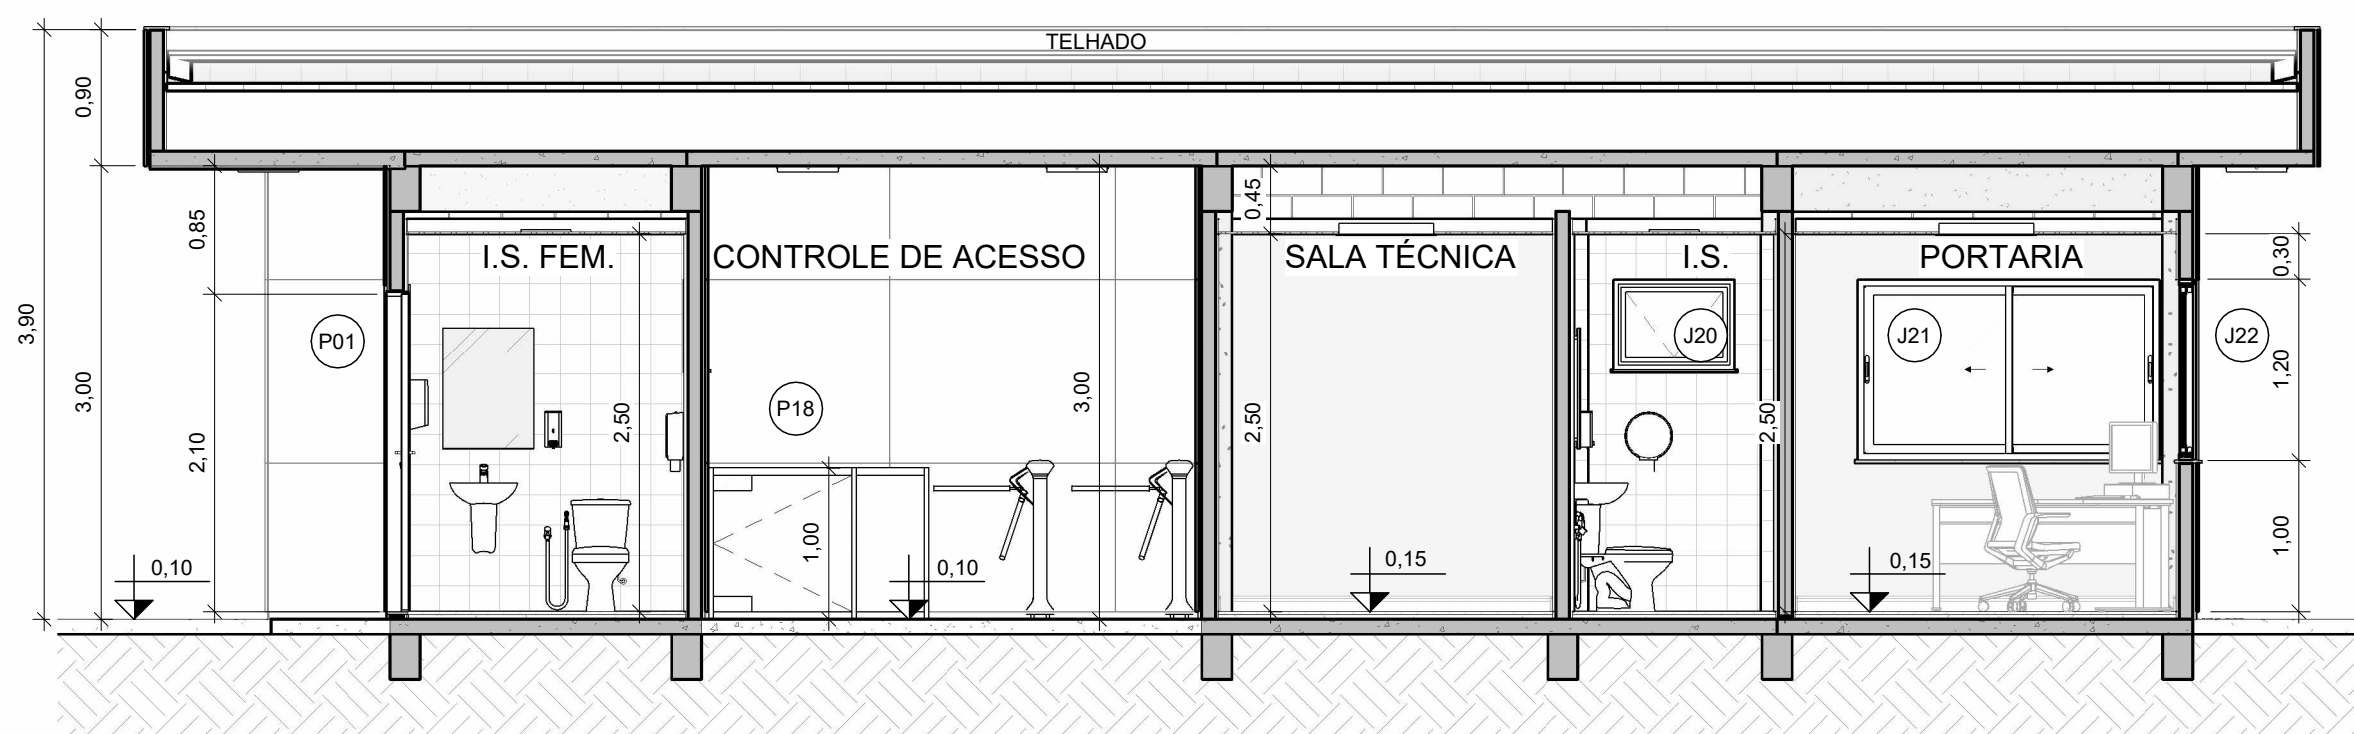 TELHADO
0,90
0,85
0,45
I.S. FEM.
CONTROLE DE ACESSO
SALA TÉCNICA
I.S.
PORTARIA
0,30
3,90
P01
J20
J21
J22
3,00
2,10
2,50
P18
3,00
2,50
2,50
1,20
1,00
1,00
0,10
0,10
0,15
0,15